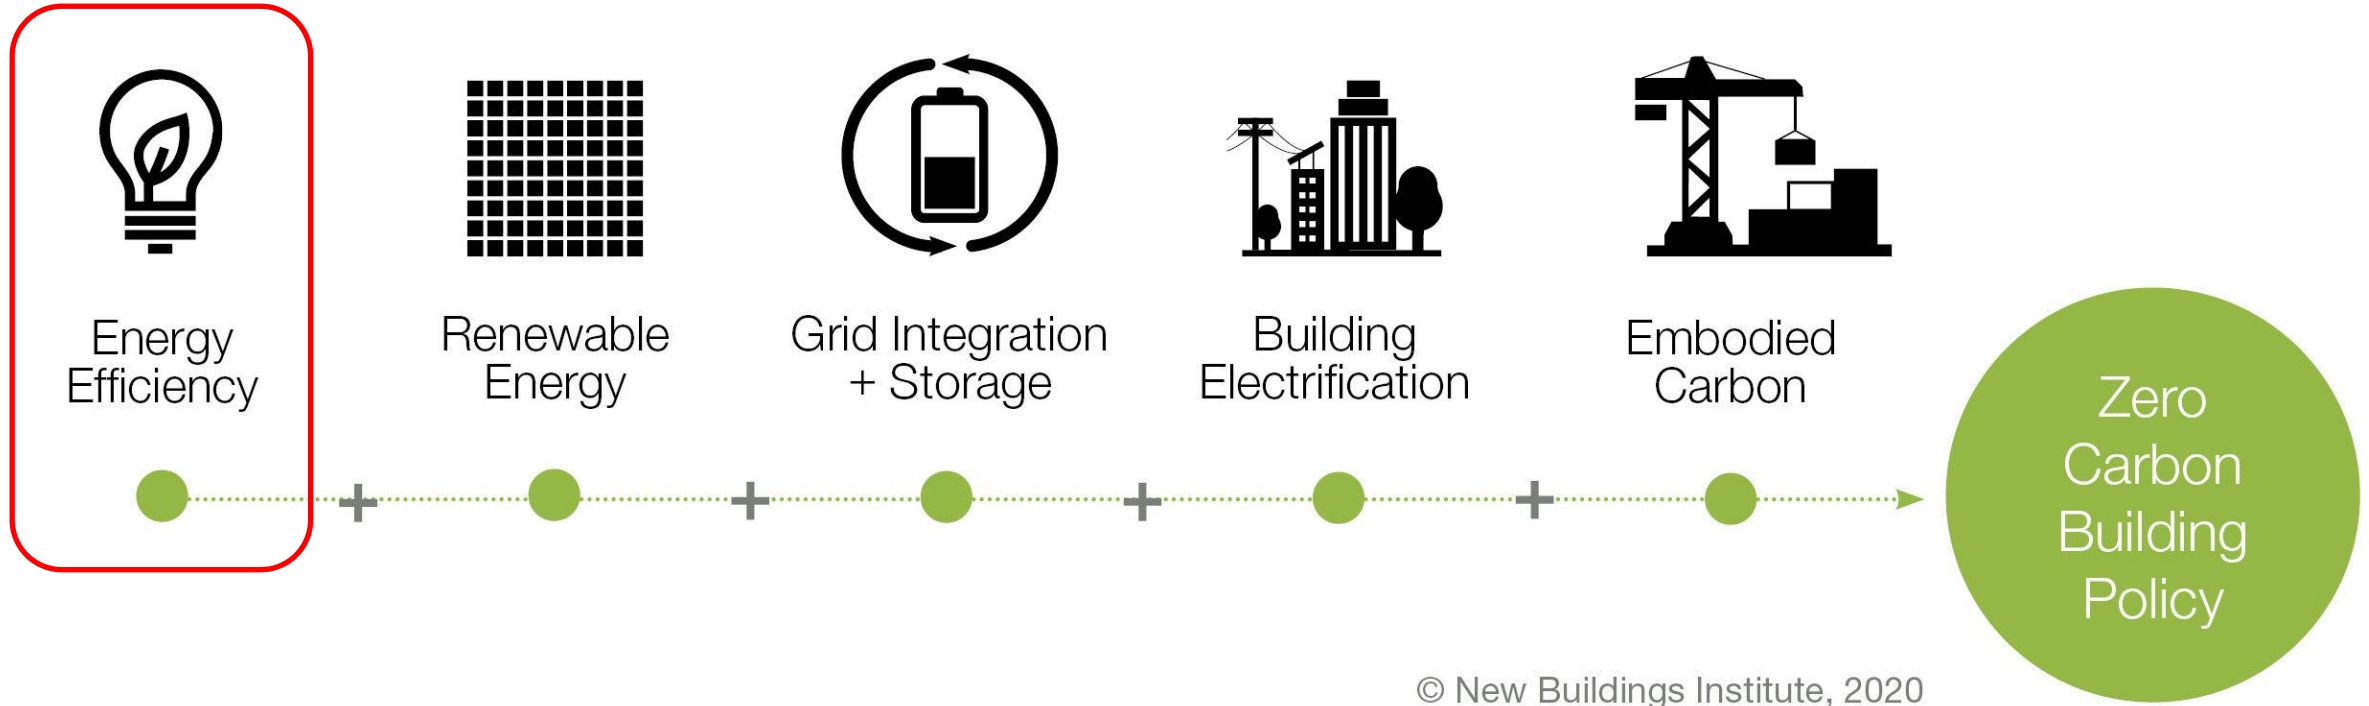 Energy
Efficiency
Renewable
Energy
Grid Integration
+ Storage
Building
Electrification
Embodied
Carbon
+
+
+
+
Zero
Carbon
Building
Policy
© New Buildings Institute, 2020